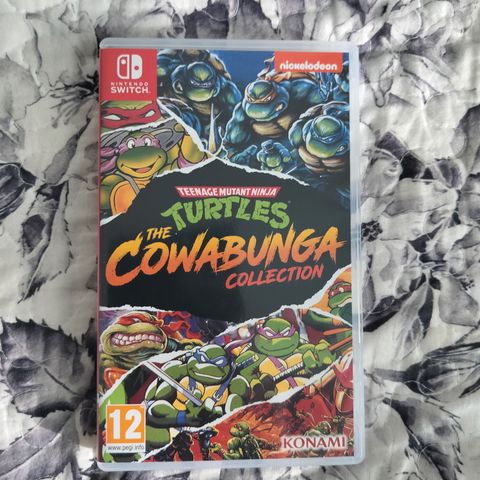 NINTENDO
SWITCH
nickelodeon
TEENAGE MUTANT NINJA
TURTLES
THE
COWABUNGA
COLLECTION
12
www.pegi.info
KONAMI